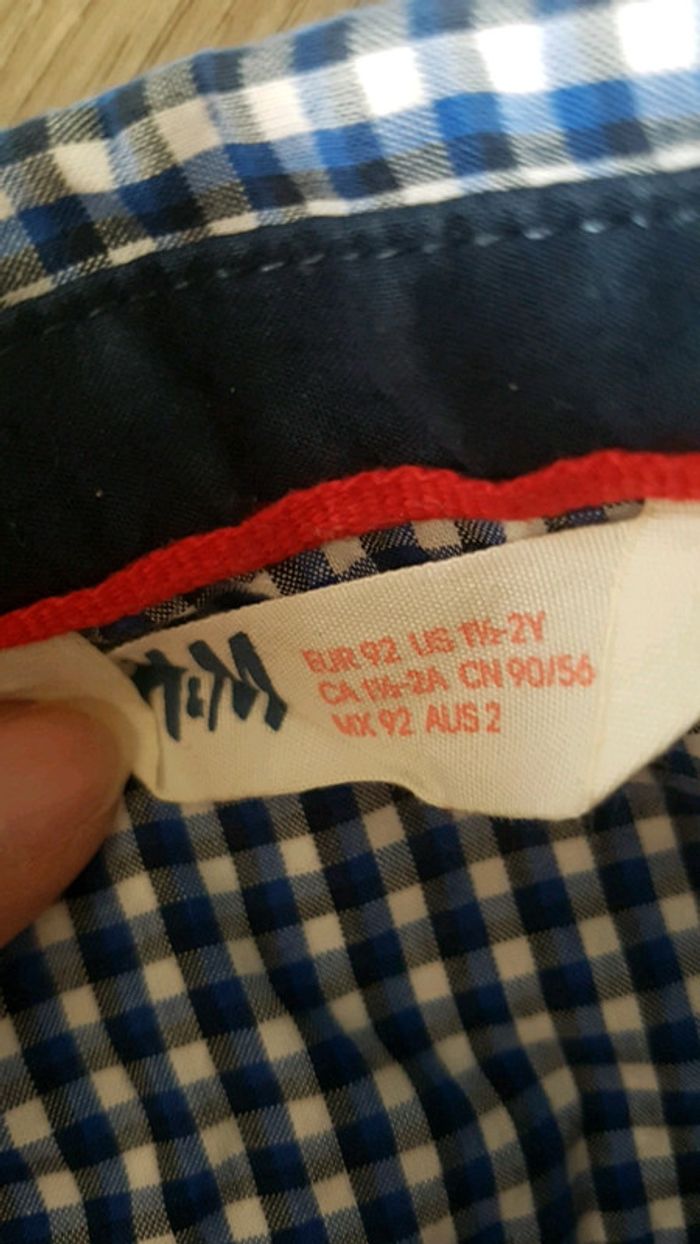 H&M
EUR 92 US 1½-2Y
CA 1½-2A CN 90/56
MX 92 AUS 2